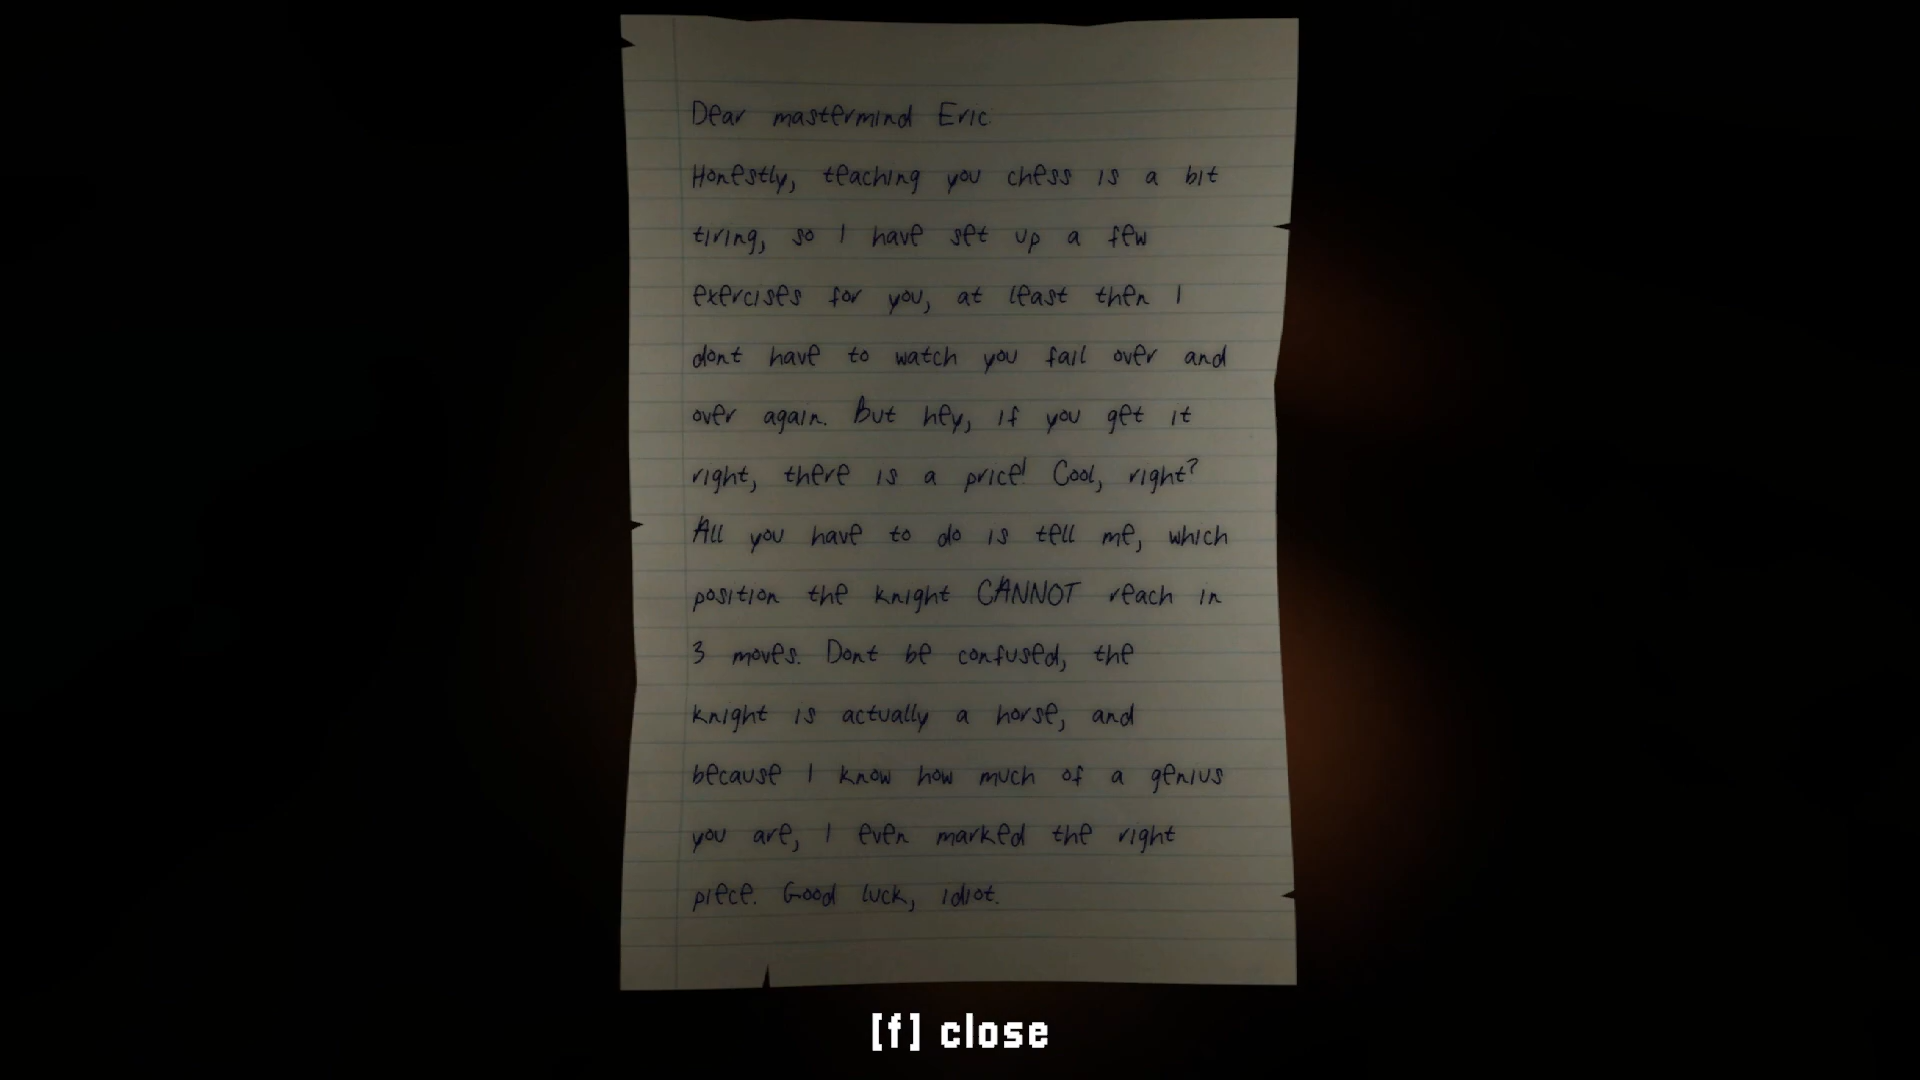 Dear mastermind Eric.
Honestly, teaching you chess is a bit
tiring, so I have set up a few
exercises for you, at least then I
dont have to watch you fail over and
over again. But hey, if you get it
right, there is a price! Cool, right?
All you have to do is tell me, which
position the knight CANNOT reach in
3 moves. Dont be confused, the
knight is actually a horse, and
because I know how much of a genius
you are, I even marked the right
piece. Good luck, idiot.
[f] close